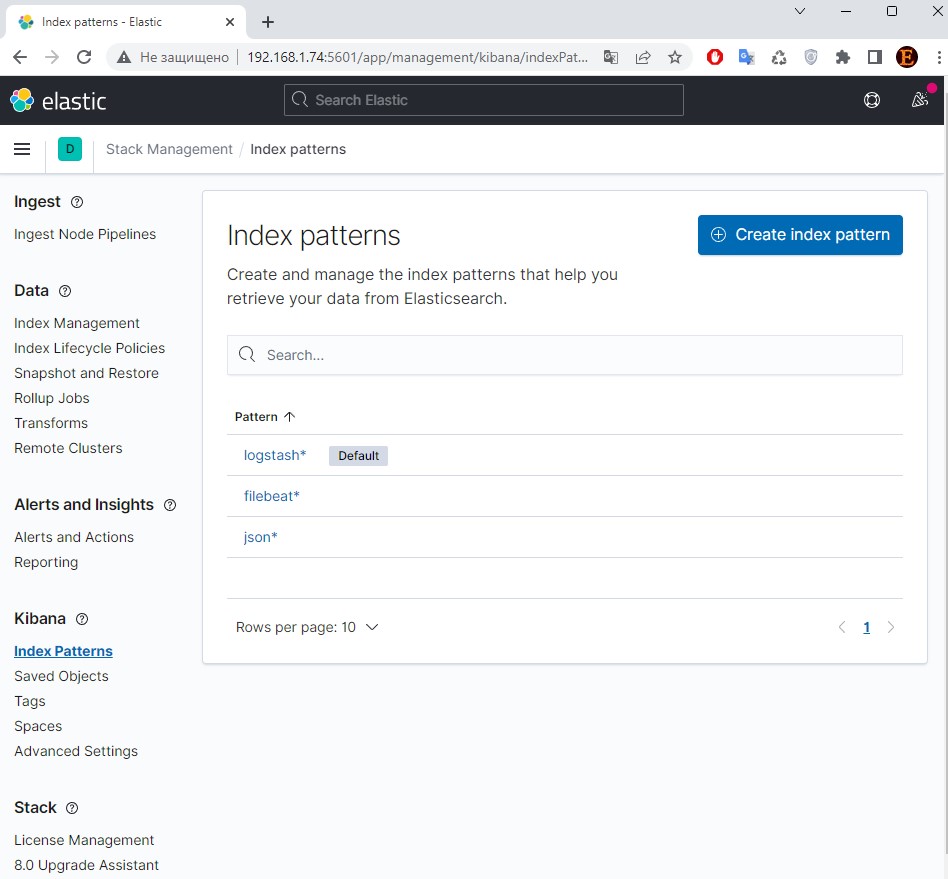 Index patterns - Elastic
Не защищено 192.168.1.74:5601/app/management/kibana/indexPat...
E
elastic
Search Elastic
D Stack Management / Index patterns
Ingest
Ingest Node Pipelines
Data
Index Management
Index Lifecycle Policies
Snapshot and Restore
Rollup Jobs
Transforms
Remote Clusters
Alerts and Insights
Alerts and Actions
Reporting
Kibana
Index Patterns
Saved Objects
Tags
Spaces
Advanced Settings
Stack
License Management
8.0 Upgrade Assistant
Index patterns
Create index pattern
Create and manage the index patterns that help you
retrieve your data from Elasticsearch.
Search...
Pattern
logstash* Default
filebeat*
json*
Rows per page: 10
1